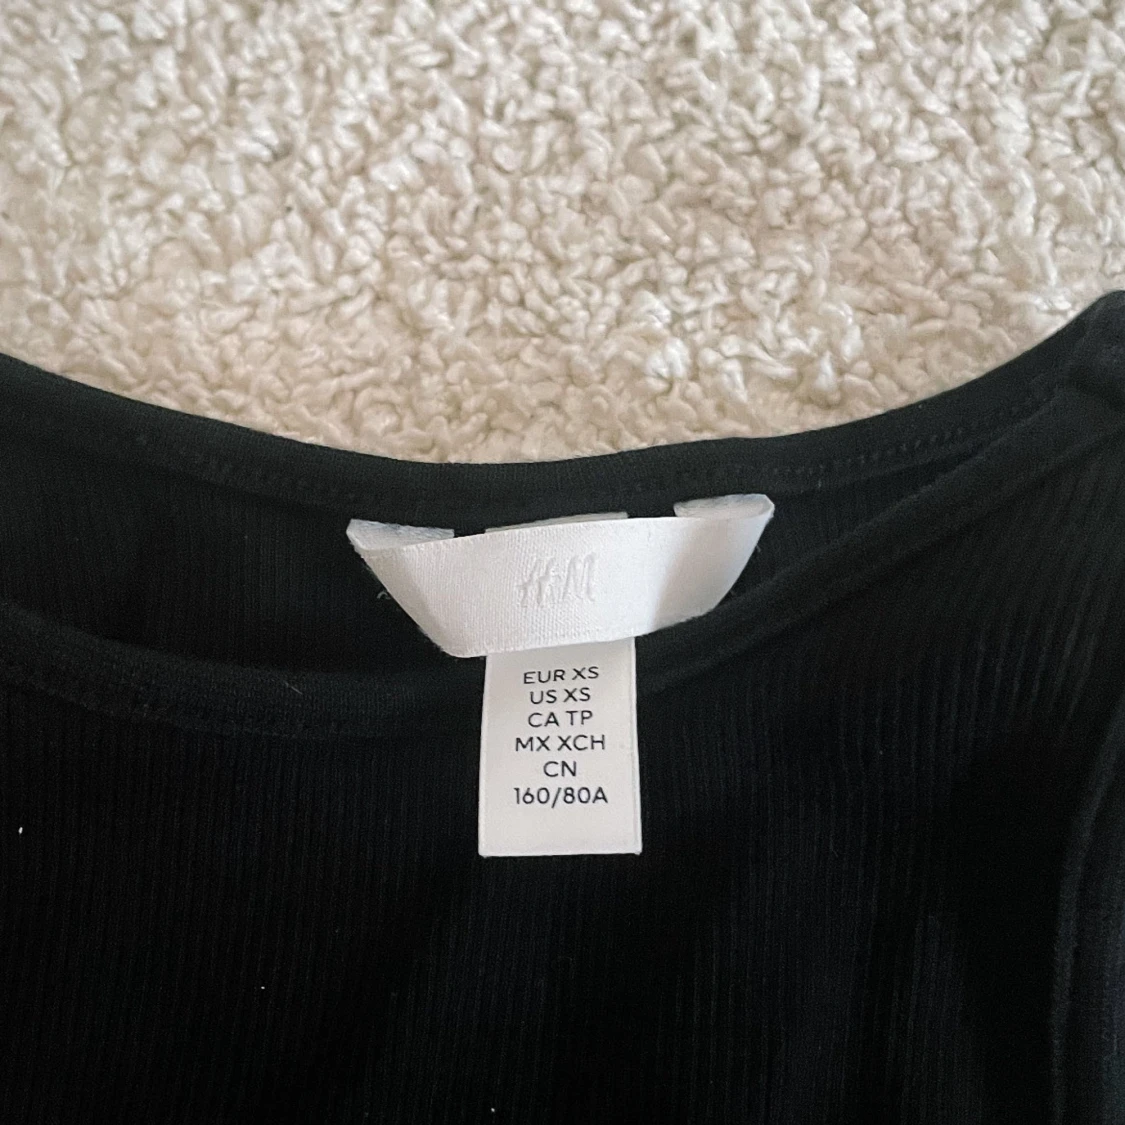 H&M
EUR XS
US XS
CA TP
MX XCH
CN
160/80A